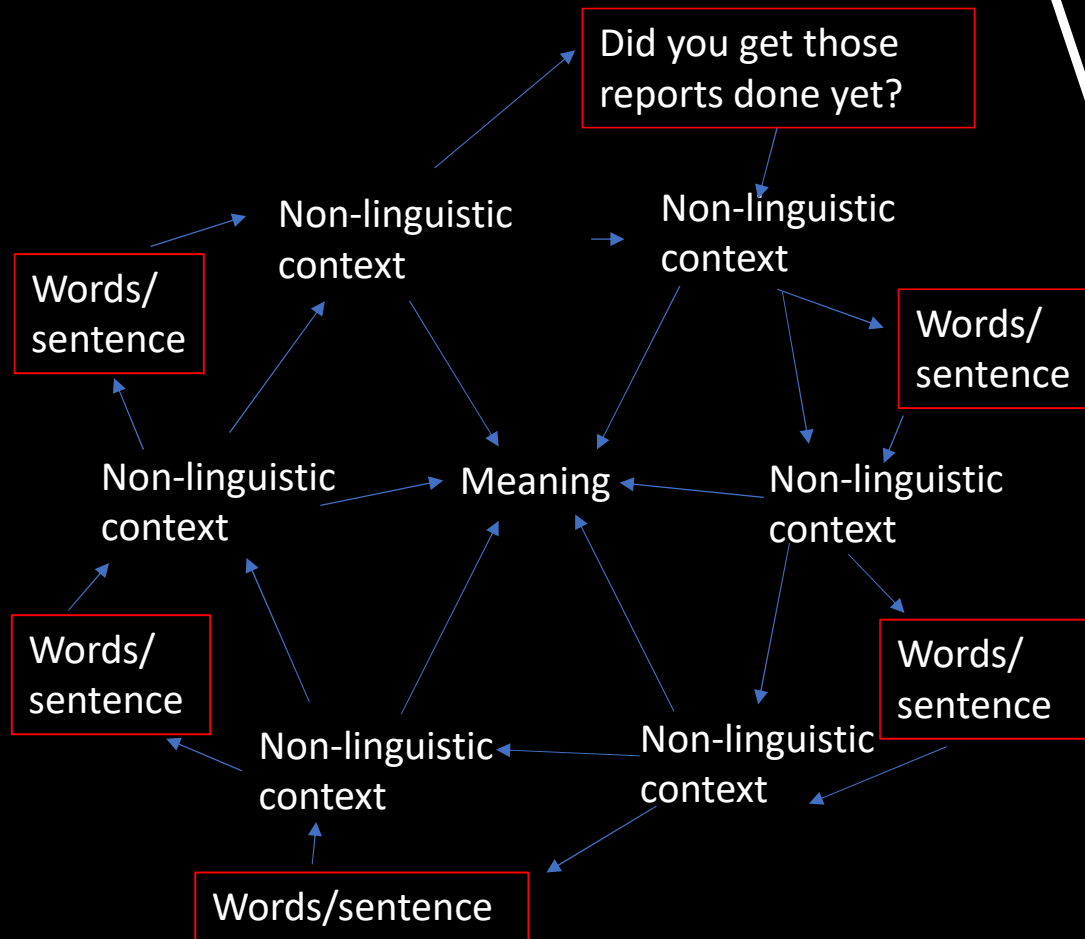 Did you get those
reports done yet?
Non-linguistic
context
Non-linguistic
context
Words/
sentence
Words/
sentence
Non-linguistic
context
Meaning
Non-linguistic
context
Words/
sentence
Words/
sentence
Non-linguistic
context
Non-linguistic
context
Words/sentence